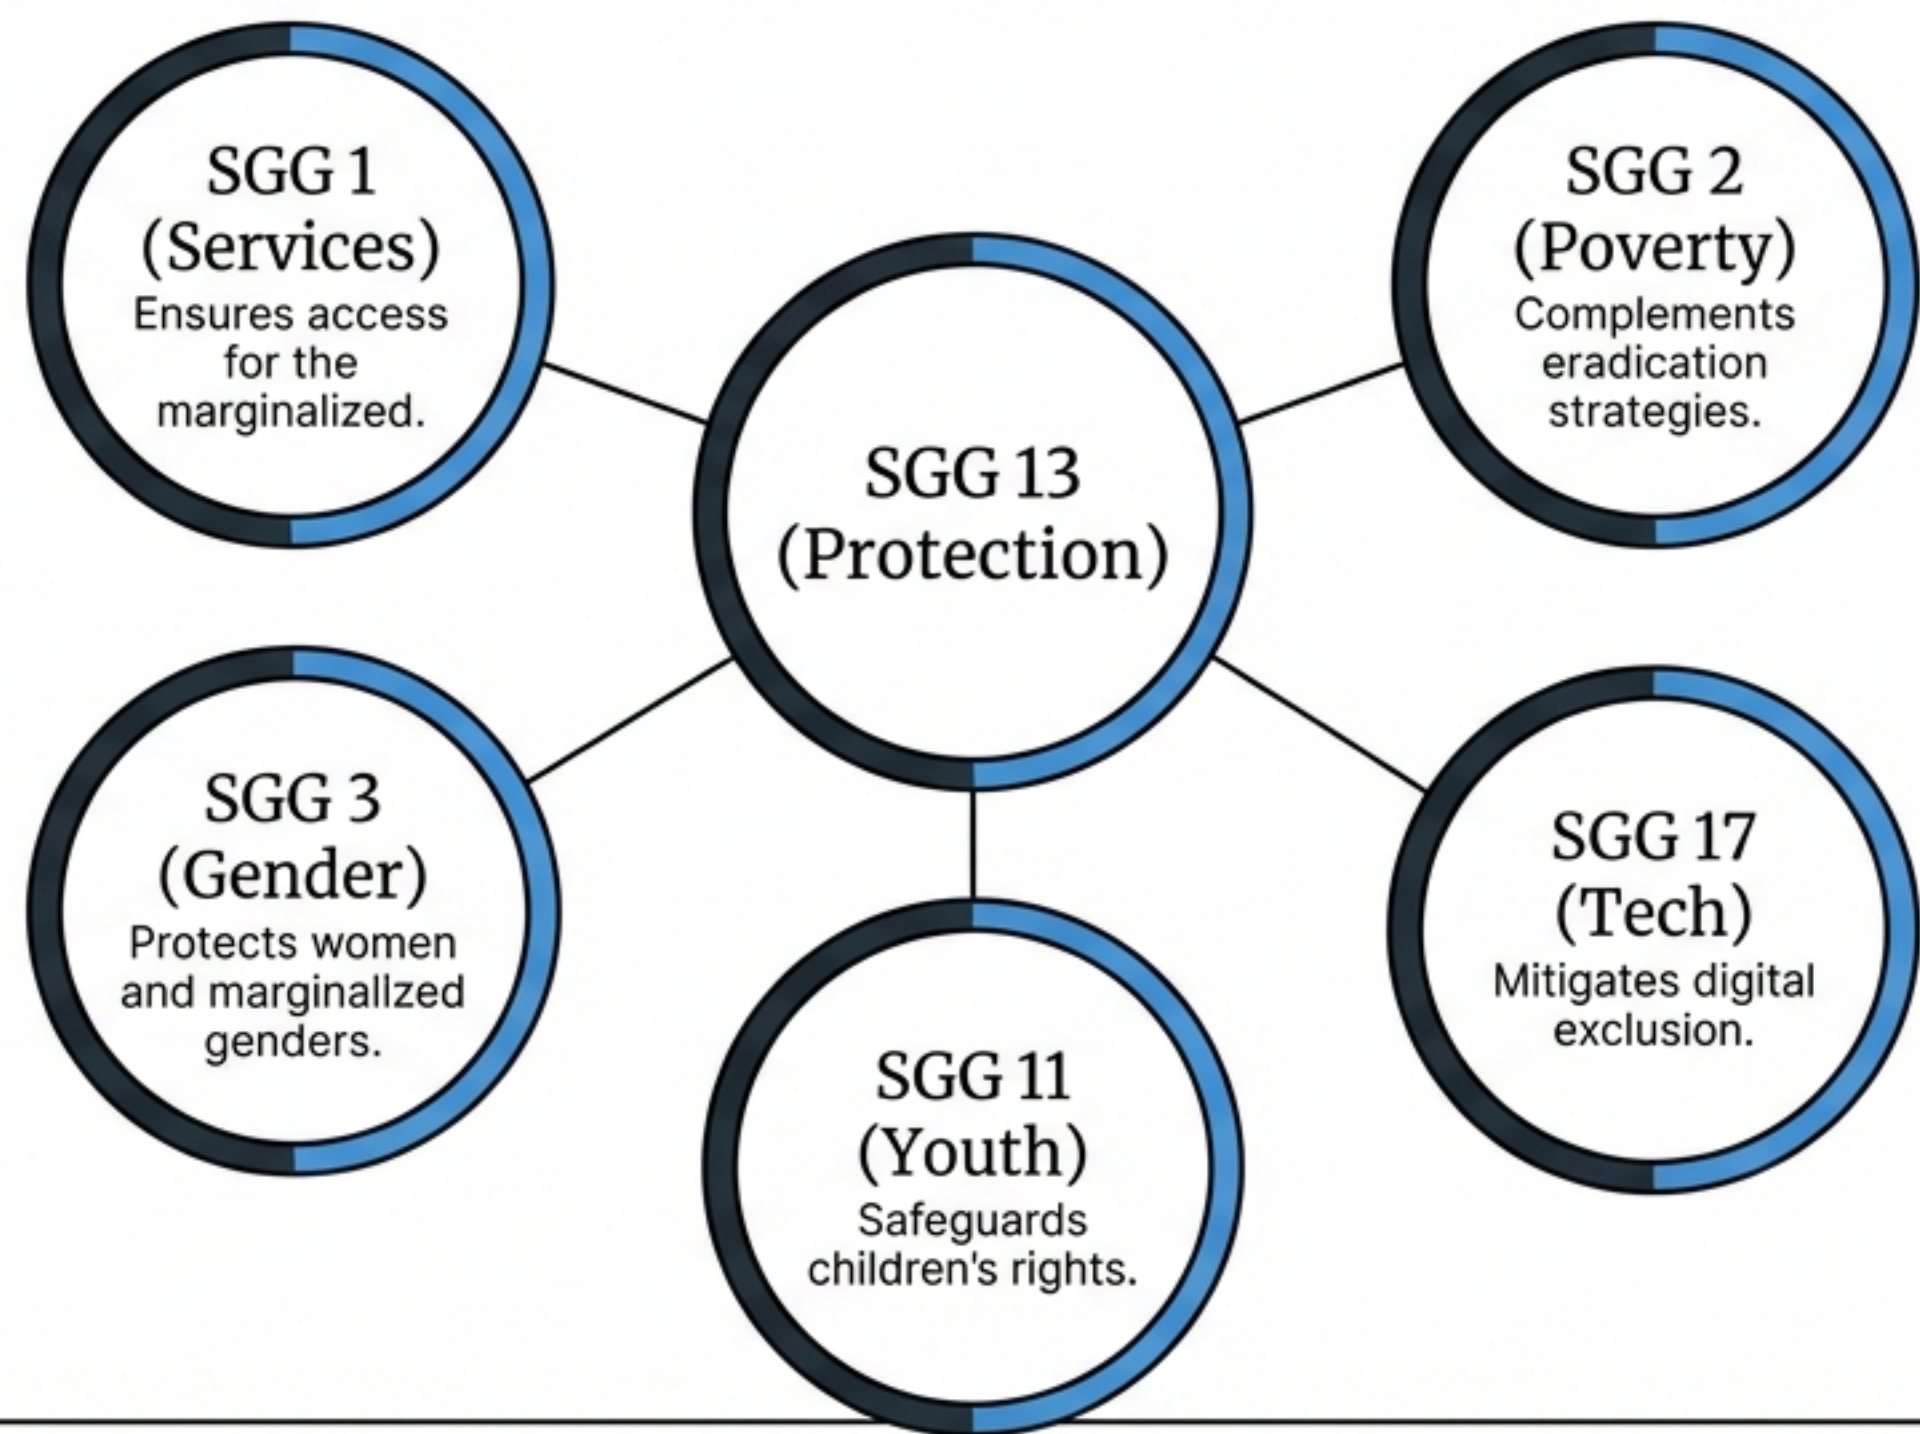 SGG 1
(Services)
Ensures access
for the
marginalized.
SGG 2
(Poverty)
Complements
eradication
strategies.
SGG 13
(Protection)
SGG 3
(Gender)
Protects women
and marginalized
genders.
SGG 17
(Tech)
Mitigates digital
exclusion.
SGG 11
(Youth)
Safeguards
children's rights.